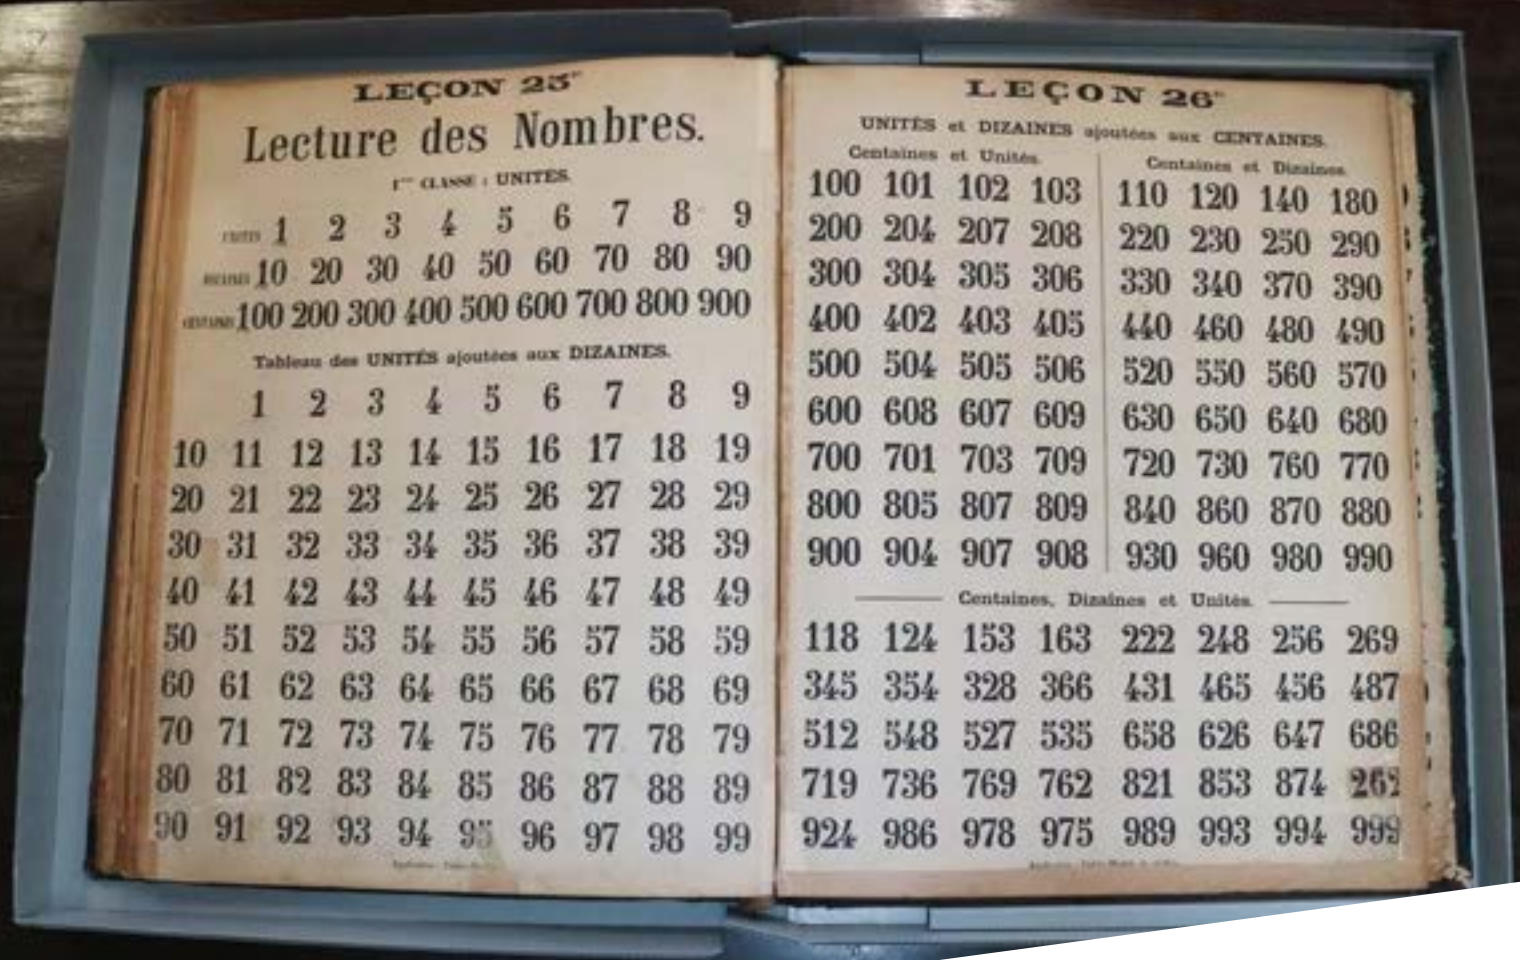 LEÇON 25e
Lecture des Nombres.
1re CLASSE : UNITÉS.
UNITÉS 1 2 3 4 5 6 7 8 9
DIZAINES 10 20 30 40 50 60 70 80 90
CENTAINES 100 200 300 400 500 600 700 800 900
Tableau des UNITÉS ajoutées aux DIZAINES.
1 2 3 4 5 6 7 8 9
10 11 12 13 14 15 16 17 18 19
20 21 22 23 24 25 26 27 28 29
30 31 32 33 34 35 36 37 38 39
40 41 42 43 44 45 46 47 48 49
50 51 52 53 54 55 56 57 58 59
60 61 62 63 64 65 66 67 68 69
70 71 72 73 74 75 76 77 78 79
80 81 82 83 84 85 86 87 88 89
90 91 92 93 94 95 96 97 98 99
LEÇON 26e
UNITÉS et DIZAINES ajoutées aux CENTAINES.
Centaines et Unités.
100 101 102 103
200 204 207 208
300 304 305 306
400 402 403 405
500 504 505 506
600 608 607 609
700 701 703 709
800 805 807 809
900 904 907 908
Centaines et Dizaines.
110 120 140 180
220 230 250 290
330 340 370 390
440 460 480 490
520 550 560 570
630 650 640 680
720 730 760 770
840 860 870 880
930 960 980 990
Centaines, Dizaines et Unités.
118 124 153 163 222 248 256 269
345 354 328 366 431 465 456 487
512 548 527 535 658 626 647 686
719 736 769 762 821 853 874 262
924 986 978 975 989 993 994 999